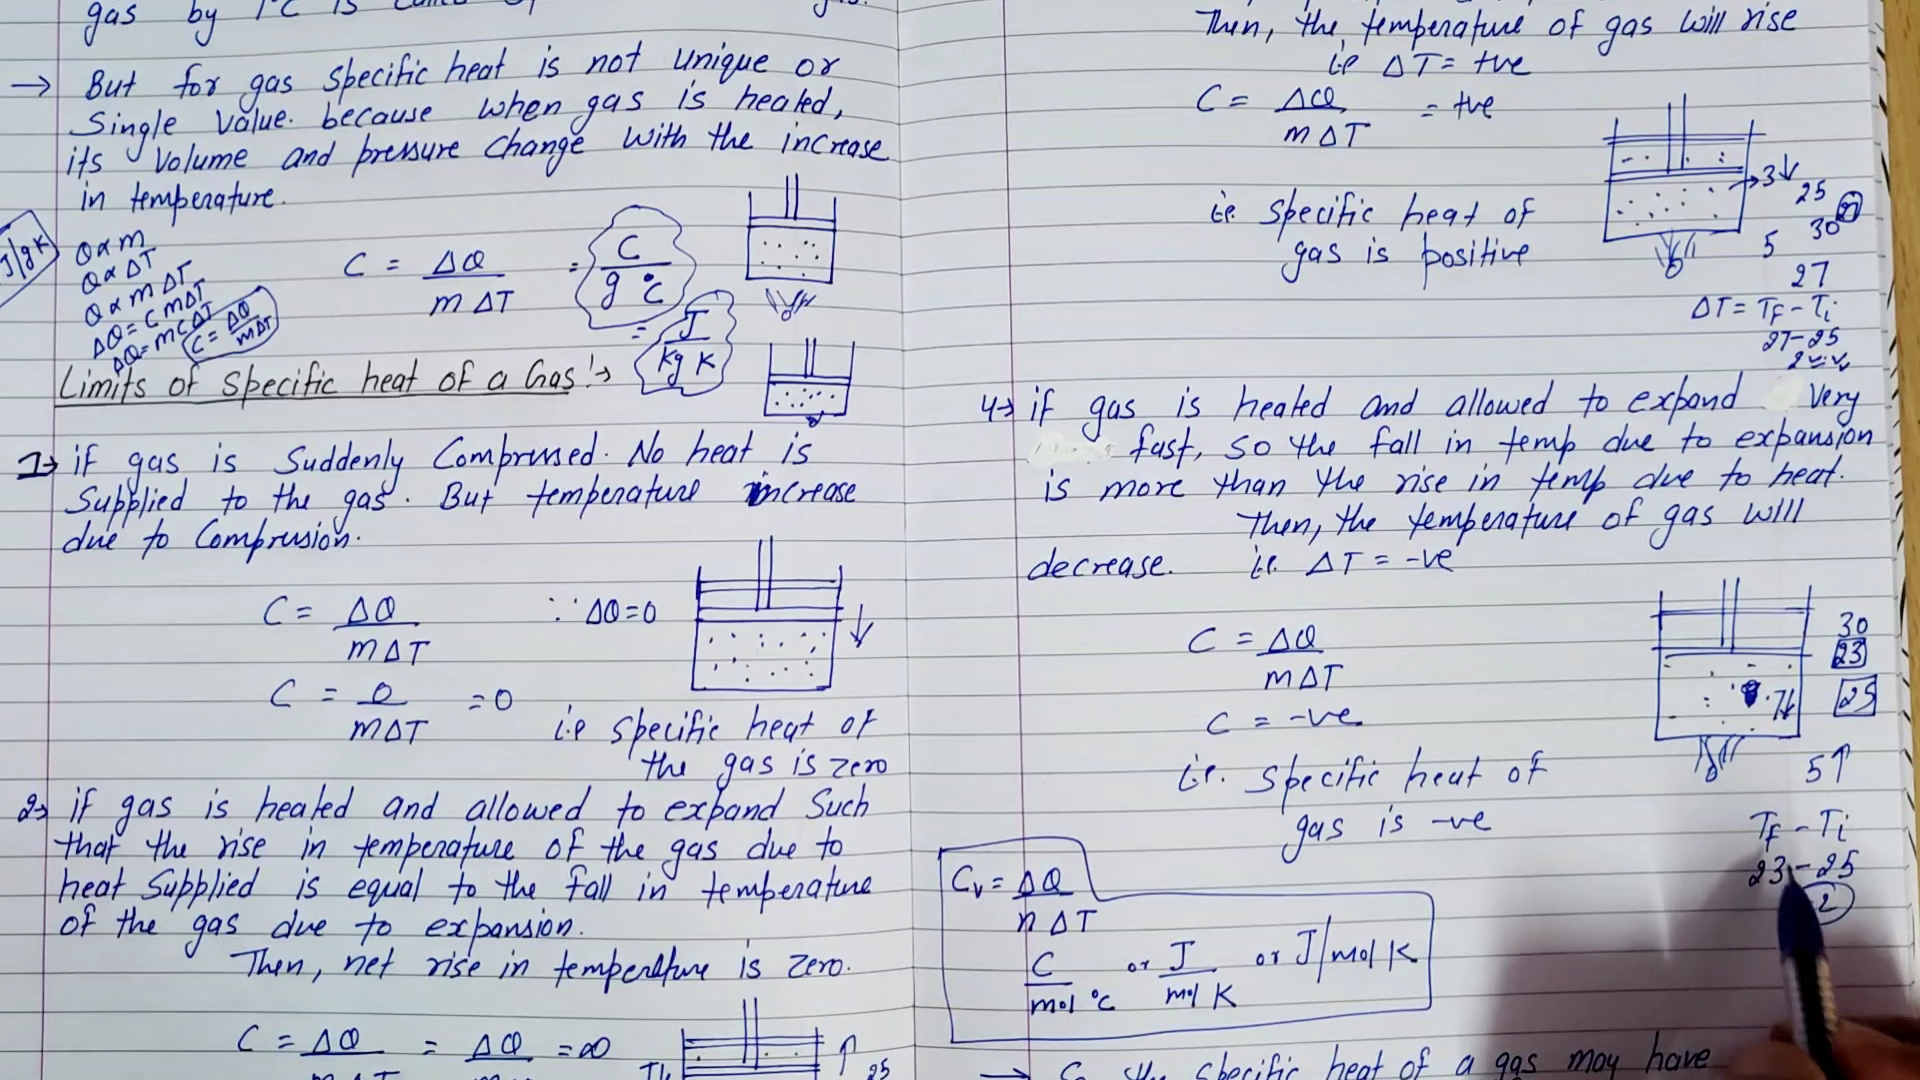 gas by 1°C is
→ But for gas specific heat is not unique or
single value. because when gas is heated,
its volume and pressure change with the increase
in temperature.
J/gK
Q∝m
Q∝ΔT
Q∝mΔT
ΔQ=CmΔT
ΔQ=mCΔT
C=ΔQ/mΔT
C = ΔQ/mΔT = C/g°C
= J/kg K
Limits of specific heat of a Gas :→
1→ if gas is suddenly compressed. No heat is
supplied to the gas. But temperature increase
due to compression.
C = ΔQ/mΔT ∵ ΔQ=0
C = 0/mΔT = 0 i.e specific heat of
the gas is zero
2→ if gas is heated and allowed to expand such
that the rise in temperature of the gas due to
heat supplied is equal to the fall in temperature
of the gas due to expansion.
Then, net rise in temperature is zero.
C = ΔQ = ΔQ = ∞
25
Then, the temperature of gas will rise
i.e ΔT = +ve
C = ΔQ/mΔT = +ve
i.e. specific heat of
gas is positive
3↓
25
30 27
5
27
ΔT = Tf - Ti
27-25
4→ if gas is heated and allowed to expand very
fast, so the fall in temp due to expansion
is more than the rise in temp due to heat.
Then, the temperature of gas will
decrease. i.e. ΔT = -ve
C = ΔQ/mΔT
C = -ve
i.e. specific heat of
gas is -ve
30
23
7↓
25
5↑
Tf - Ti
23-25
2
Cv = ΔQ/nΔT
C/mol °C or J/mol K or J/mol K
→ So the specific heat of a gas may have